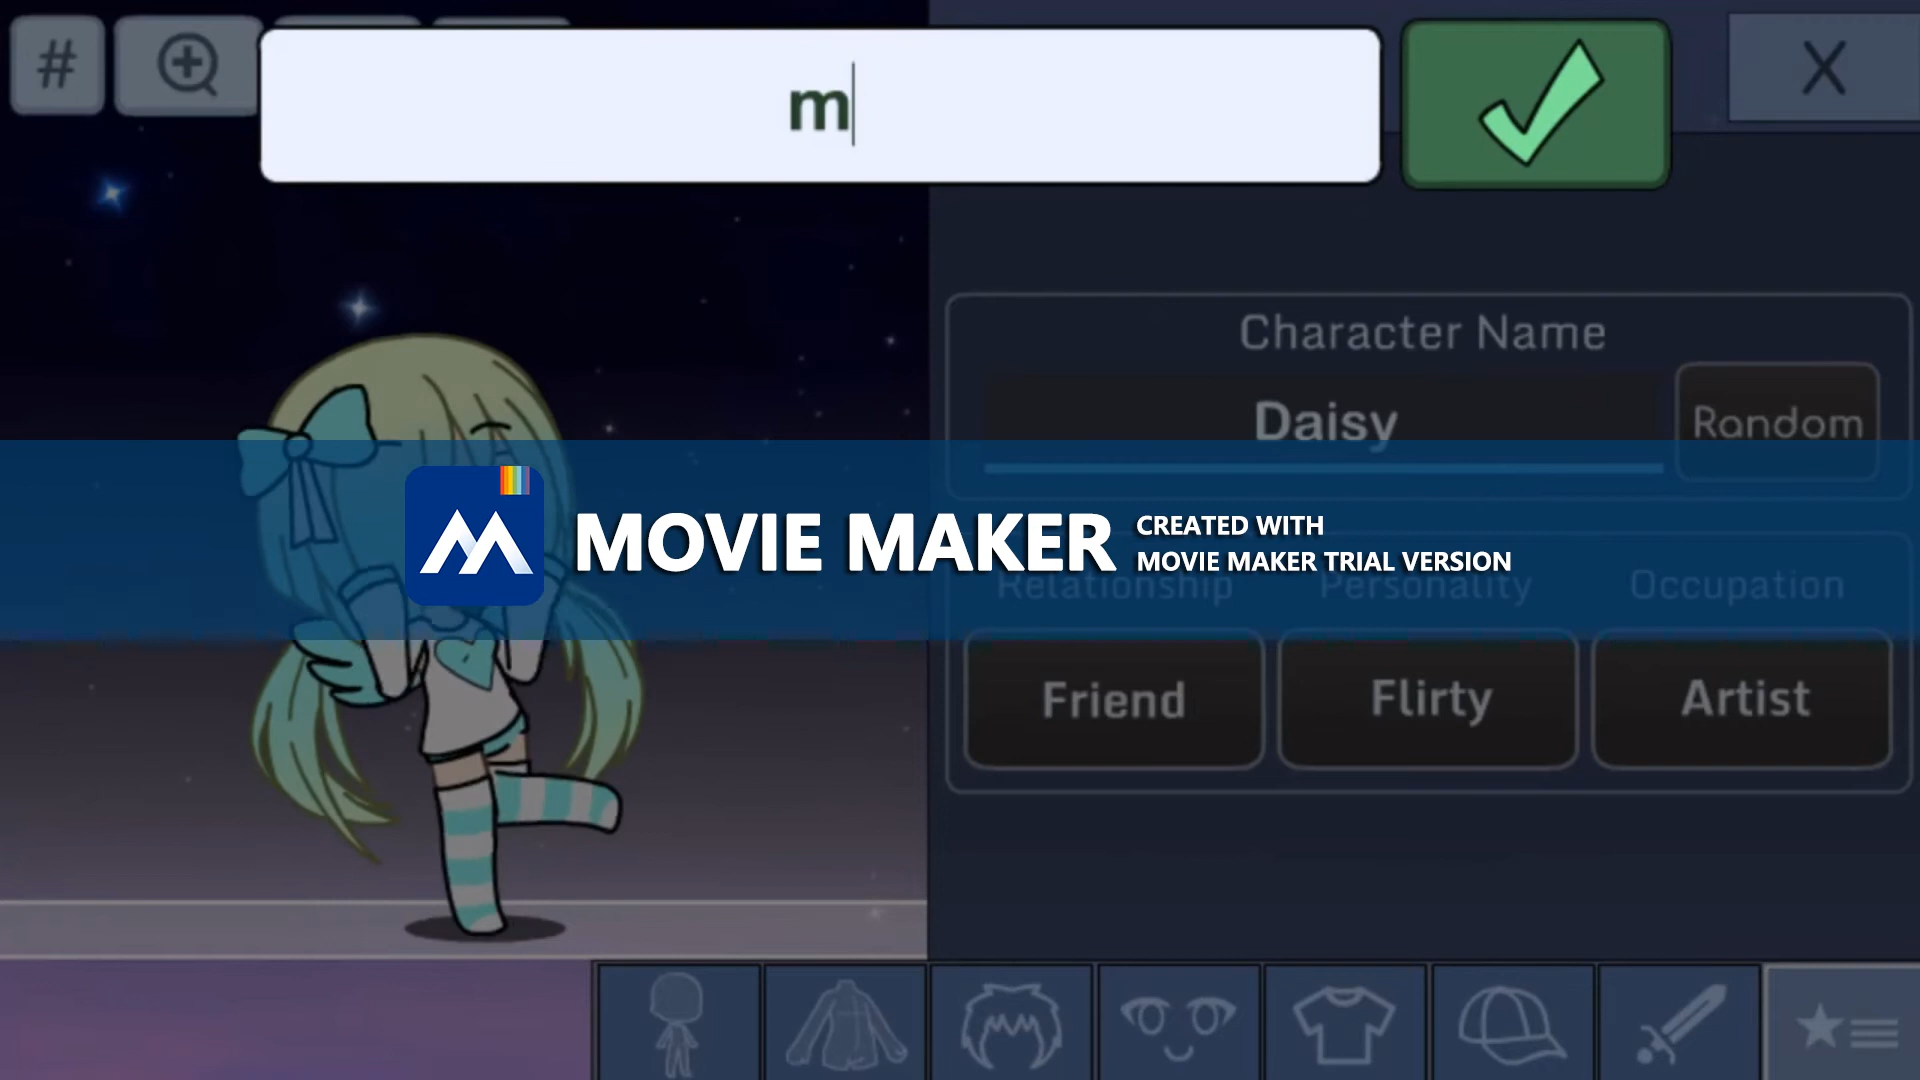 #
m
X
Character Name
Daisy
Random
MOVIE MAKER
CREATED WITH
MOVIE MAKER TRIAL VERSION
Relationship
Personality
Occupation
Friend
Flirty
Artist